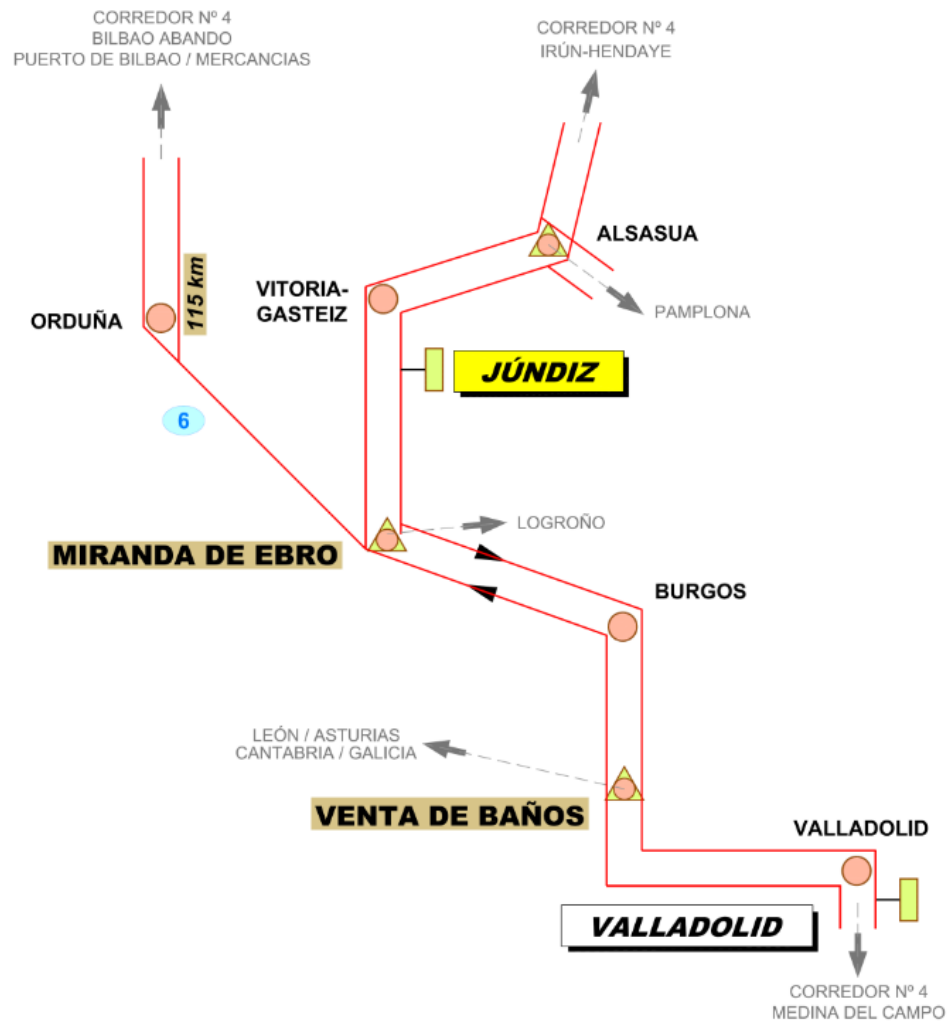 CORREDOR Nº 4
BILBAO ABANDO
PUERTO DE BILBAO / MERCANCIAS
CORREDOR Nº 4
IRÚN-HENDAYE
ALSASUA
VITORIA-
GASTEIZ
PAMPLONA
ORDUÑA
115 km
JÚNDIZ
6
LOGROÑO
MIRANDA DE EBRO
BURGOS
LEÓN / ASTURIAS
CANTABRIA / GALICIA
VENTA DE BAÑOS
VALLADOLID
VALLADOLID
CORREDOR Nº 4
MEDINA DEL CAMPO